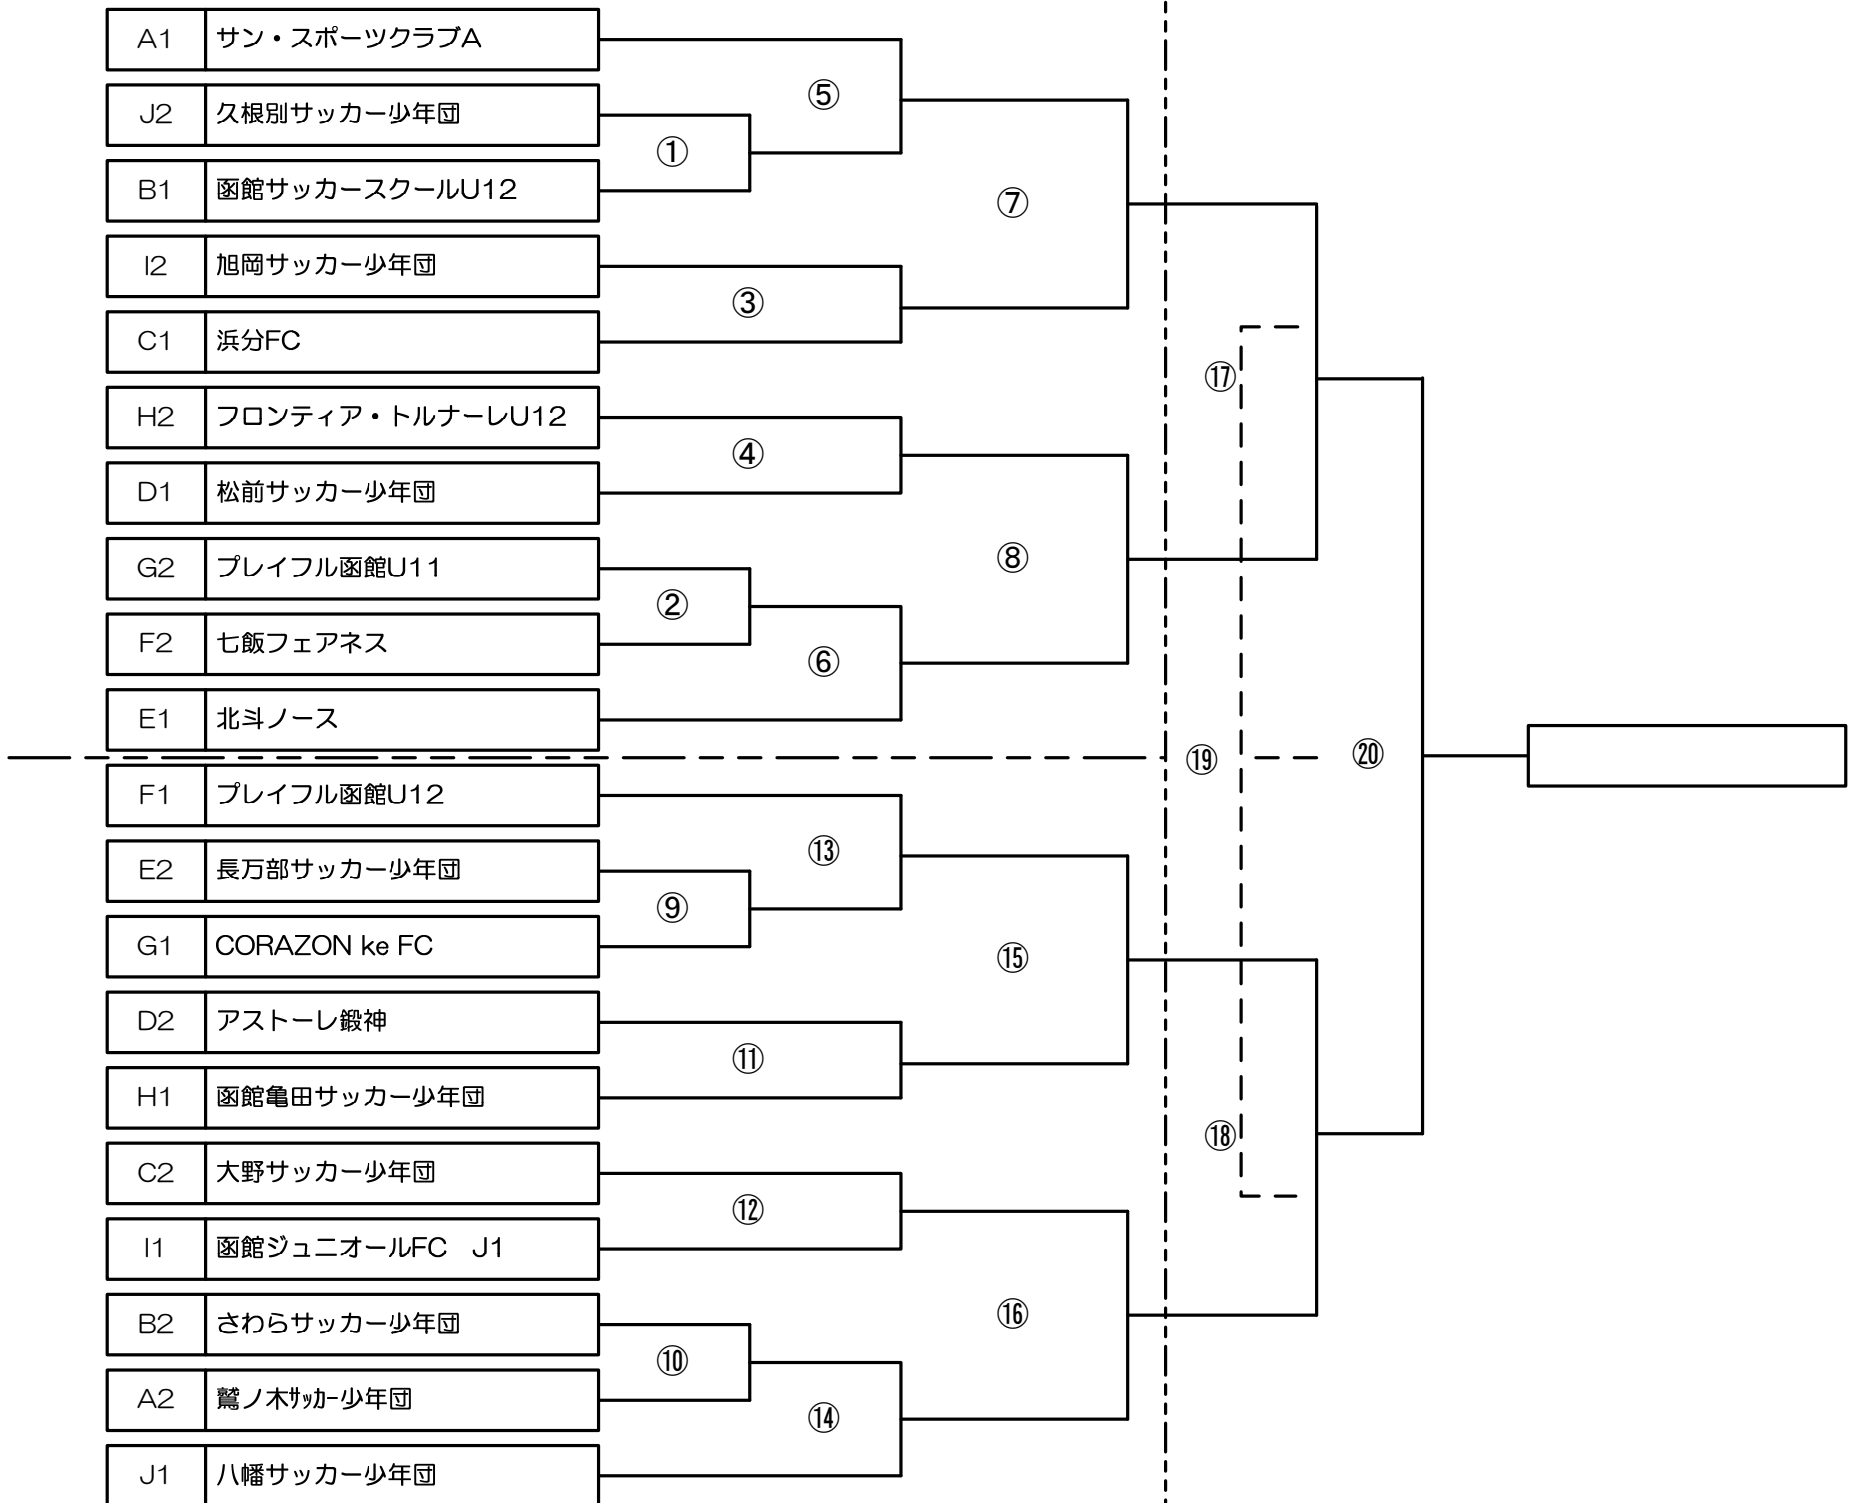 A1 サン・スポーツクラブA
⑤
J2 久根別サッカー少年団
①
B1 函館サッカースクールU12
⑦
I2 旭岡サッカー少年団
③
C1 浜分FC
⑰
H2 フロンティア・トルナーレU12
④
D1 松前サッカー少年団
⑧
G2 プレイフル函館U11
②
F2 七飯フェアネス
⑥
E1 北斗ノース
⑲ ⑳
F1 プレイフル函館U12
⑬
E2 長万部サッカー少年団
⑨
G1 CORAZON ke FC
⑮
D2 アストーレ鍛神
⑪
H1 函館亀田サッカー少年団
⑱
C2 大野サッカー少年団
⑫
I1 函館ジュニオールFC　J1
⑯
B2 さわらサッカー少年団
⑩
A2 鷲ノ木ｻｯｶｰ少年団
⑭
J1 八幡サッカー少年団